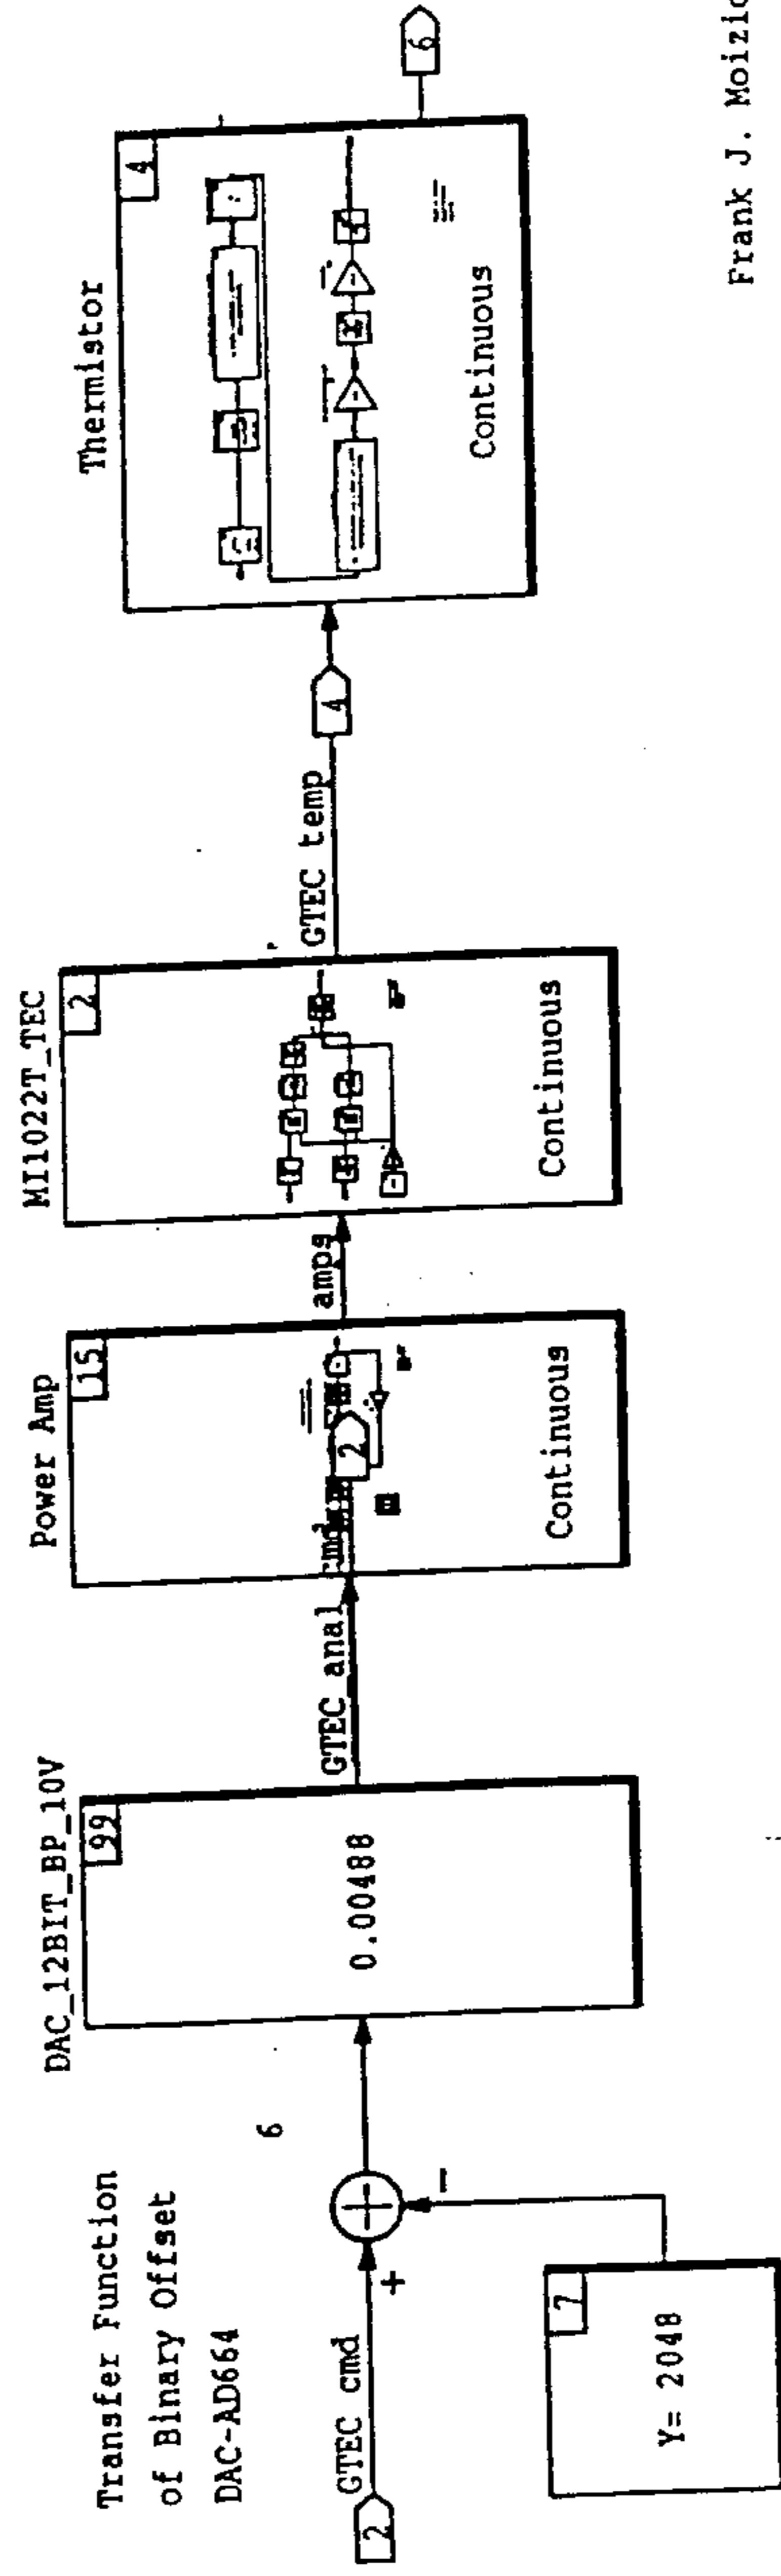 Transfer Function
of Binary Offset
DAC-AD664
2
GTEC cmd
+
-
6
7
Y= 2048
DAC_12BIT_BP_10V
99
0.00488
GTEC anal
Power Amp
15
cmd
2
Continuous
amps
MI1022T_TEC
2
Continuous
GTEC temp
4
Thermistor
4
Continuous
6
Frank J. Moizio